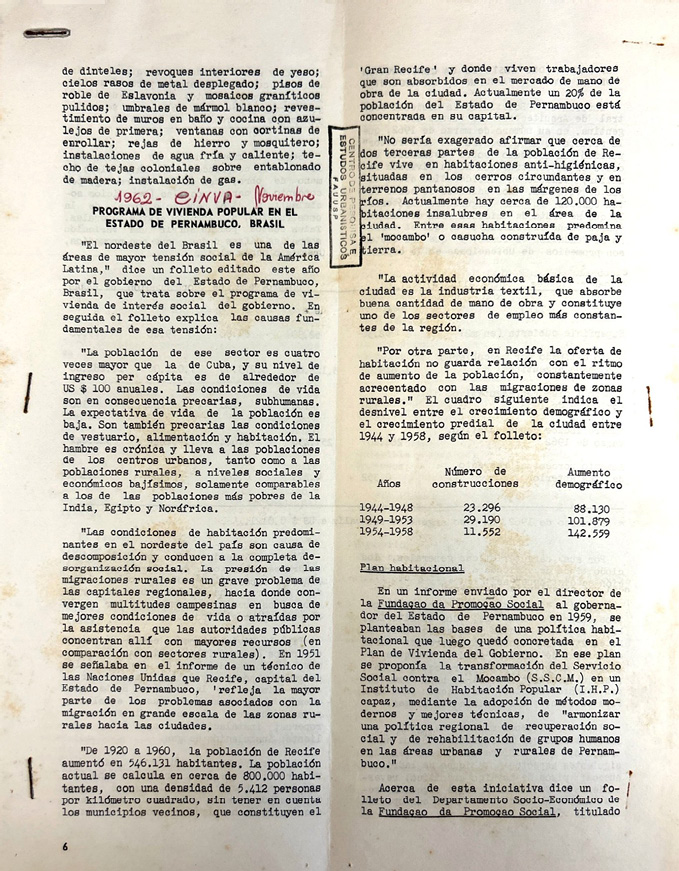 de dinteles; revoques interiores de yeso;
cielos rasos de metal desplegado; pisos de
roble de Eslavonia y mosaicos graníticos
pulidos; umbrales de mármol blanco; reves-
timiento de muros en baño y cocina con azu-
lejos de primera; ventanas con cortinas de
enrollar; rejas de hierro y mosquitero;
instalaciones de agua fría y caliente; te-
cho de tejas coloniales sobre entablonado
de madera; instalación de gas.
1962- CINVA- Noviembre
PROGRAMA DE VIVIENDA POPULAR EN EL
ESTADO DE PERNAMBUCO. BRASIL
"El nordeste del Brasil es una de las
áreas de mayor tensión social de la América
Latina," dice un folleto editado este año
por el gobierno del Estado de Pernambuco,
Brasil, que trata sobre el programa de vi-
vienda de interés social del gobierno. En
seguida el folleto explica las causas fun-
damentales de esa tensión:
"La población de ese sector es cuatro
veces mayor que la de Cuba, y su nivel de
ingreso per cápita es de alrededor de
US $ 100 anuales. Las condiciones de vida
son en consecuencia precarias, subhumanas.
La expectativa de vida de la población es
baja. Son también precarias las condiciones
de vestuario, alimentación y habitación. El
hambre es crónica y lleva a las poblaciones
de los centros urbanos, tanto como a las
poblaciones rurales, a niveles sociales y
económicos bajísimos, solamente comparables
a los de las poblaciones más pobres de la
India, Egipto y Noráfrica.
"Las condiciones de habitación predomi-
nantes en el nordeste del país son causa de
descomposición y conducen a la completa de-
sorganización social. La presión de las
migraciones rurales es un grave problema de
las capitales regionales, hacia donde con-
vergen multitudes campesinas en busca de
mejores condiciones de vida o atraídas por
la asistencia que las autoridades públicas
concentran allí con mayores recursos (en
comparación con sectores rurales). En 1951
se señalaba en el informe de un técnico de
las Naciones Unidas que Recife, capital del
Estado de Pernambuco, 'refleja la mayor
parte de los problemas asociados con la
migración en grande escala de las zonas ru-
rales hacia las ciudades.
"De 1920 a 1960, la población de Recife
aumentó en 546.131 habitantes. La población
actual se calcula en cerca de 800.000 habi-
tantes, con una densidad de 5.412 personas
por kilómetro cuadrado, sin tener en cuenta
los municipios vecinos, que constituyen el
6
'Gran Recife' y donde viven trabajadores
que son absorbidos en el mercado de mano de
obra de la ciudad. Actualmente un 20% de la
población del Estado de Pernambuco está
concentrada en su capital.
CENTRO DE PESQUISA E
ESTUDOS URBANISTICOS
F A U U S P
"No sería exagerado afirmar que cerca de
dos terceras partes de la población de Re-
cife vive en habitaciones anti-higiénicas,
situadas en los cerros circundantes y en
terrenos pantanosos en las márgenes de los
ríos. Actualmente hay cerca de 120.000 ha-
bitaciones insalubres en el área de la
ciudad. Entre esas habitaciones predomina
el 'mocambo' o casucha construída de paja y
tierra.
"La actividad económica básica de la
ciudad es la industria textil, que absorbe
buena cantidad de mano de obra y constituye
uno de los sectores de empleo más constan-
tes de la región.
"Por otra parte, en Recife la oferta de
habitación no guarda relación con el ritmo
de aumento de la población, constantemente
acrecentado con las migraciones de zonas
rurales." El cuadro siguiente indica el
desnivel entre el crecimiento demográfico y
el crecimiento predial de la ciudad entre
1944 y 1958, según el folleto:
Número de Aumento
Años construcciones demográfico
1944-1948 23.296 88.130
1949-1953 29.190 101.879
1954-1958 11.552 142.559
Plan habitacional
En un informe enviado por el director de
la Fundaçao da Promoçao Social al goberna-
dor del Estado de Pernambuco en 1959, se
planteaban las bases de una política habi-
tacional que luego quedó concretada en el
Plan de Vivienda del Gobierno. En ese plan
se proponía la transformación del Servicio
Social contra el Mocambo (S.S.C.M.) en un
Instituto de Habitación Popular (I.H.P.)
capaz, mediante la adopción de métodos mo-
dernos y mejores técnicas, de "armonizar
una política regional de recuperación so-
cial y de rehabilitación de grupos humanos
en las áreas urbanas y rurales de Pernam-
buco."
Acerca de esta iniciativa dice un fo-
lleto del Departamento Socio-Económico de
la Fundaçao da Promoçao Social, titulado